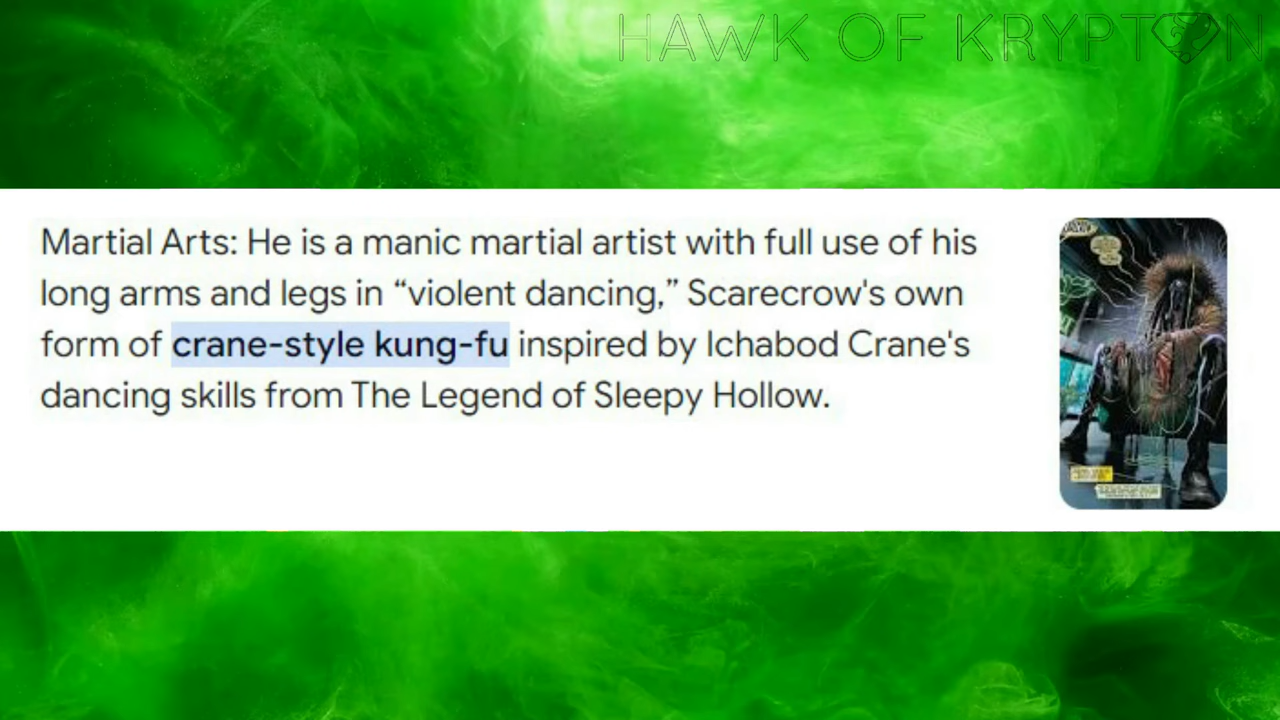 HAWK OF KRYPTON
Martial Arts: He is a manic martial artist with full use of his
long arms and legs in “violent dancing,” Scarecrow's own
form of crane-style kung-fu inspired by Ichabod Crane's
dancing skills from The Legend of Sleepy Hollow.